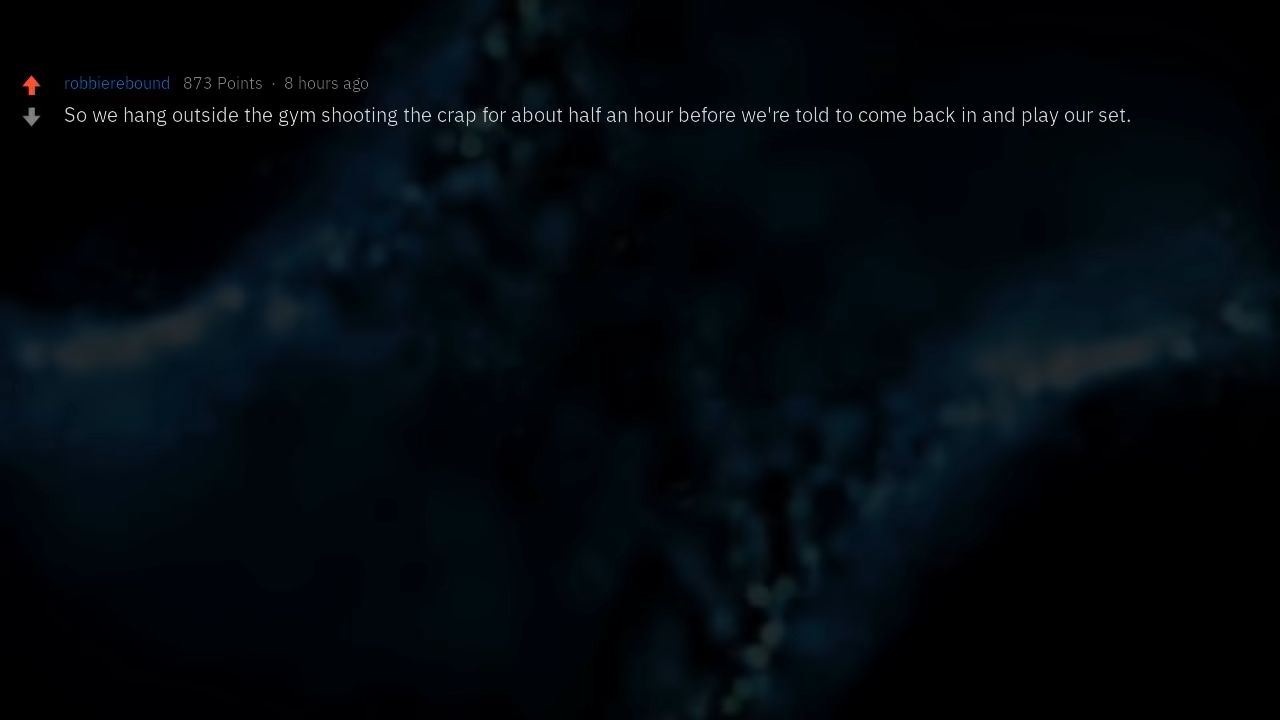 robbierebound 873 Points · 8 hours ago
So we hang outside the gym shooting the crap for about half an hour before we're told to come back in and play our set.